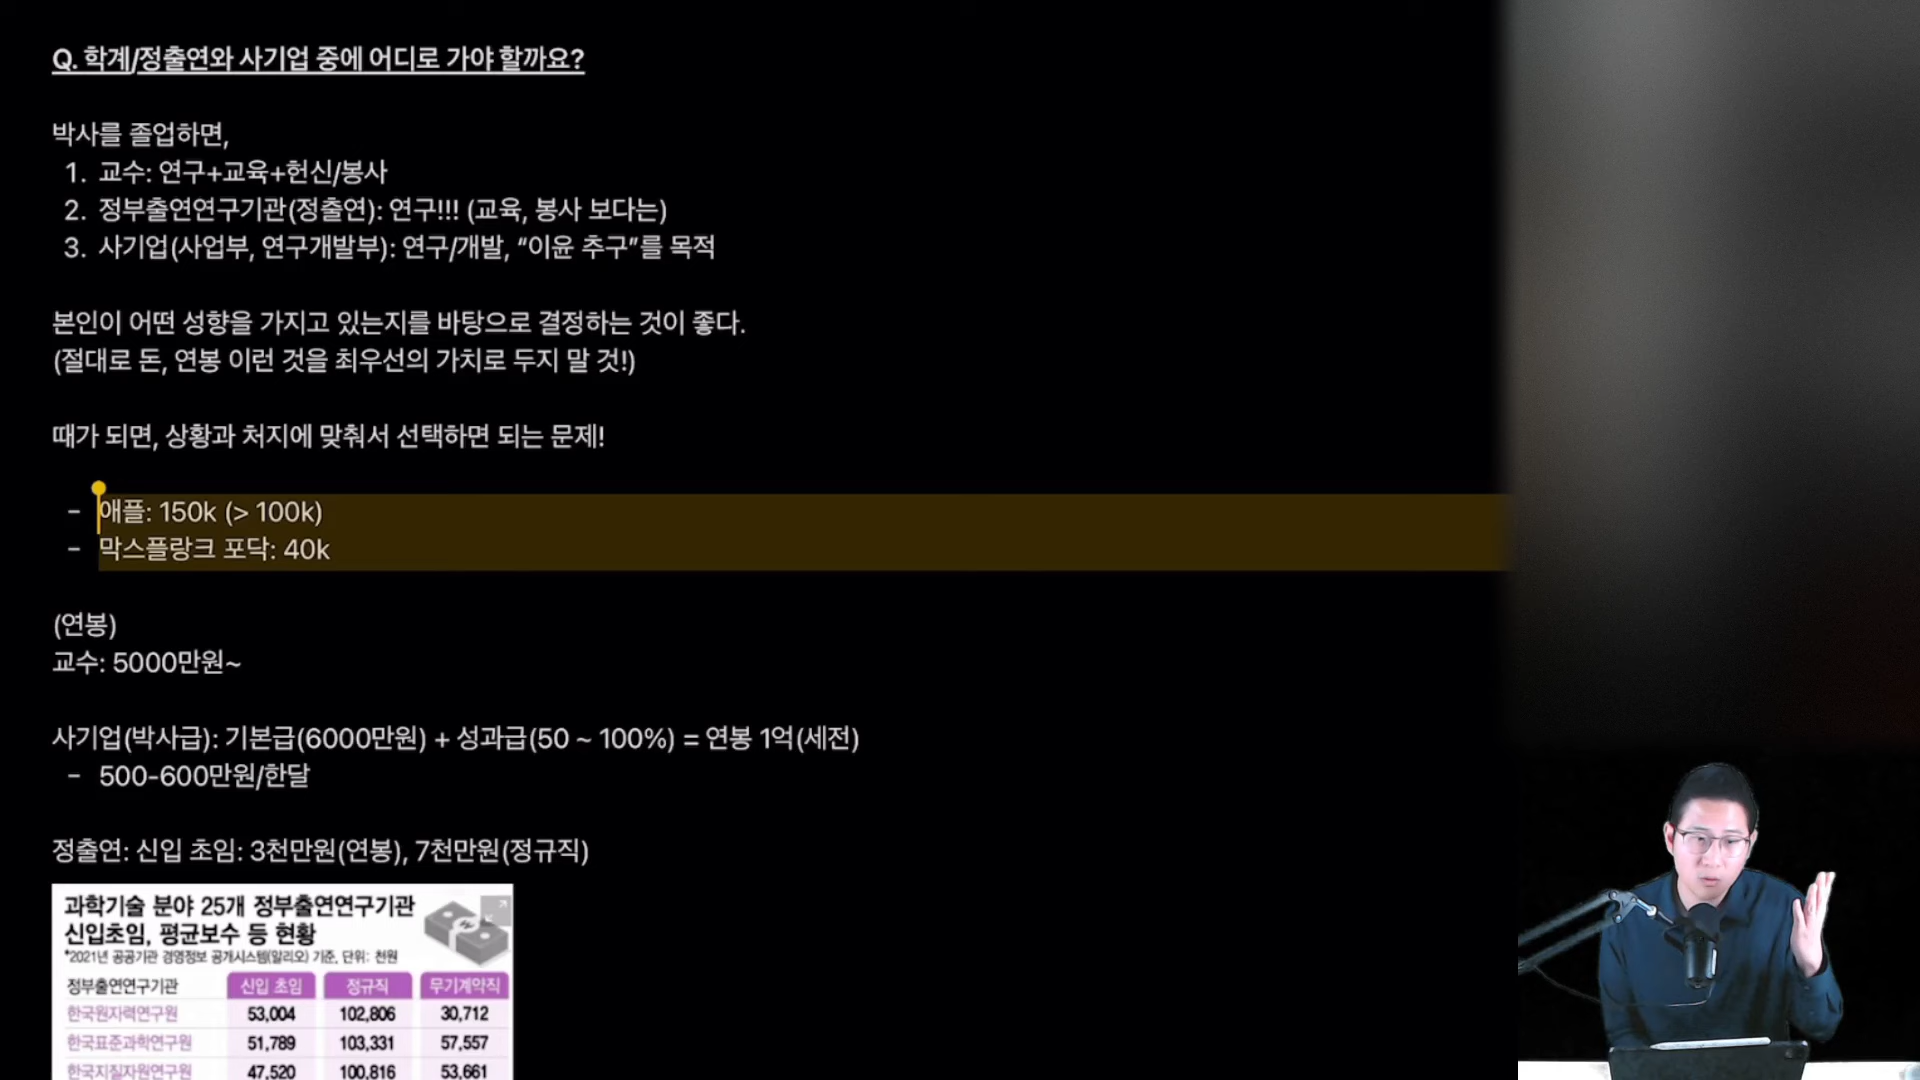 Q. 학계/정출연와 사기업 중에 어디로 가야 할까요?
박사를 졸업하면,
1. 교수: 연구+교육+헌신/봉사
2. 정부출연연구기관(정출연): 연구!!! (교육, 봉사 보다는)
3. 사기업(사업부, 연구개발부): 연구/개발, “이윤 추구”를 목적
본인이 어떤 성향을 가지고 있는지를 바탕으로 결정하는 것이 좋다.
(절대로 돈, 연봉 이런 것을 최우선의 가치로 두지 말 것!)
때가 되면, 상황과 처지에 맞춰서 선택하면 되는 문제!
- 애플: 150k (> 100k)
- 막스플랑크 포닥: 40k
(연봉)
교수: 5000만원~
사기업(박사급): 기본급(6000만원) + 성과급(50 ~ 100%) = 연봉 1억(세전)
- 500-600만원/한달
정출연: 신입 초임: 3천만원(연봉), 7천만원(정규직)
과학기술 분야 25개 정부출연연구기관
신입초임, 평균보수 등 현황
*2021년 공공기관 경영정보 공개시스템(알리오) 기준, 단위: 천원
정부출연연구기관 신입 초임 정규직 무기계약직
한국원자력연구원 53,004 102,806 30,712
한국표준과학연구원 51,789 103,331 57,557
한국지질자원연구원 47,520 100,816 53,661